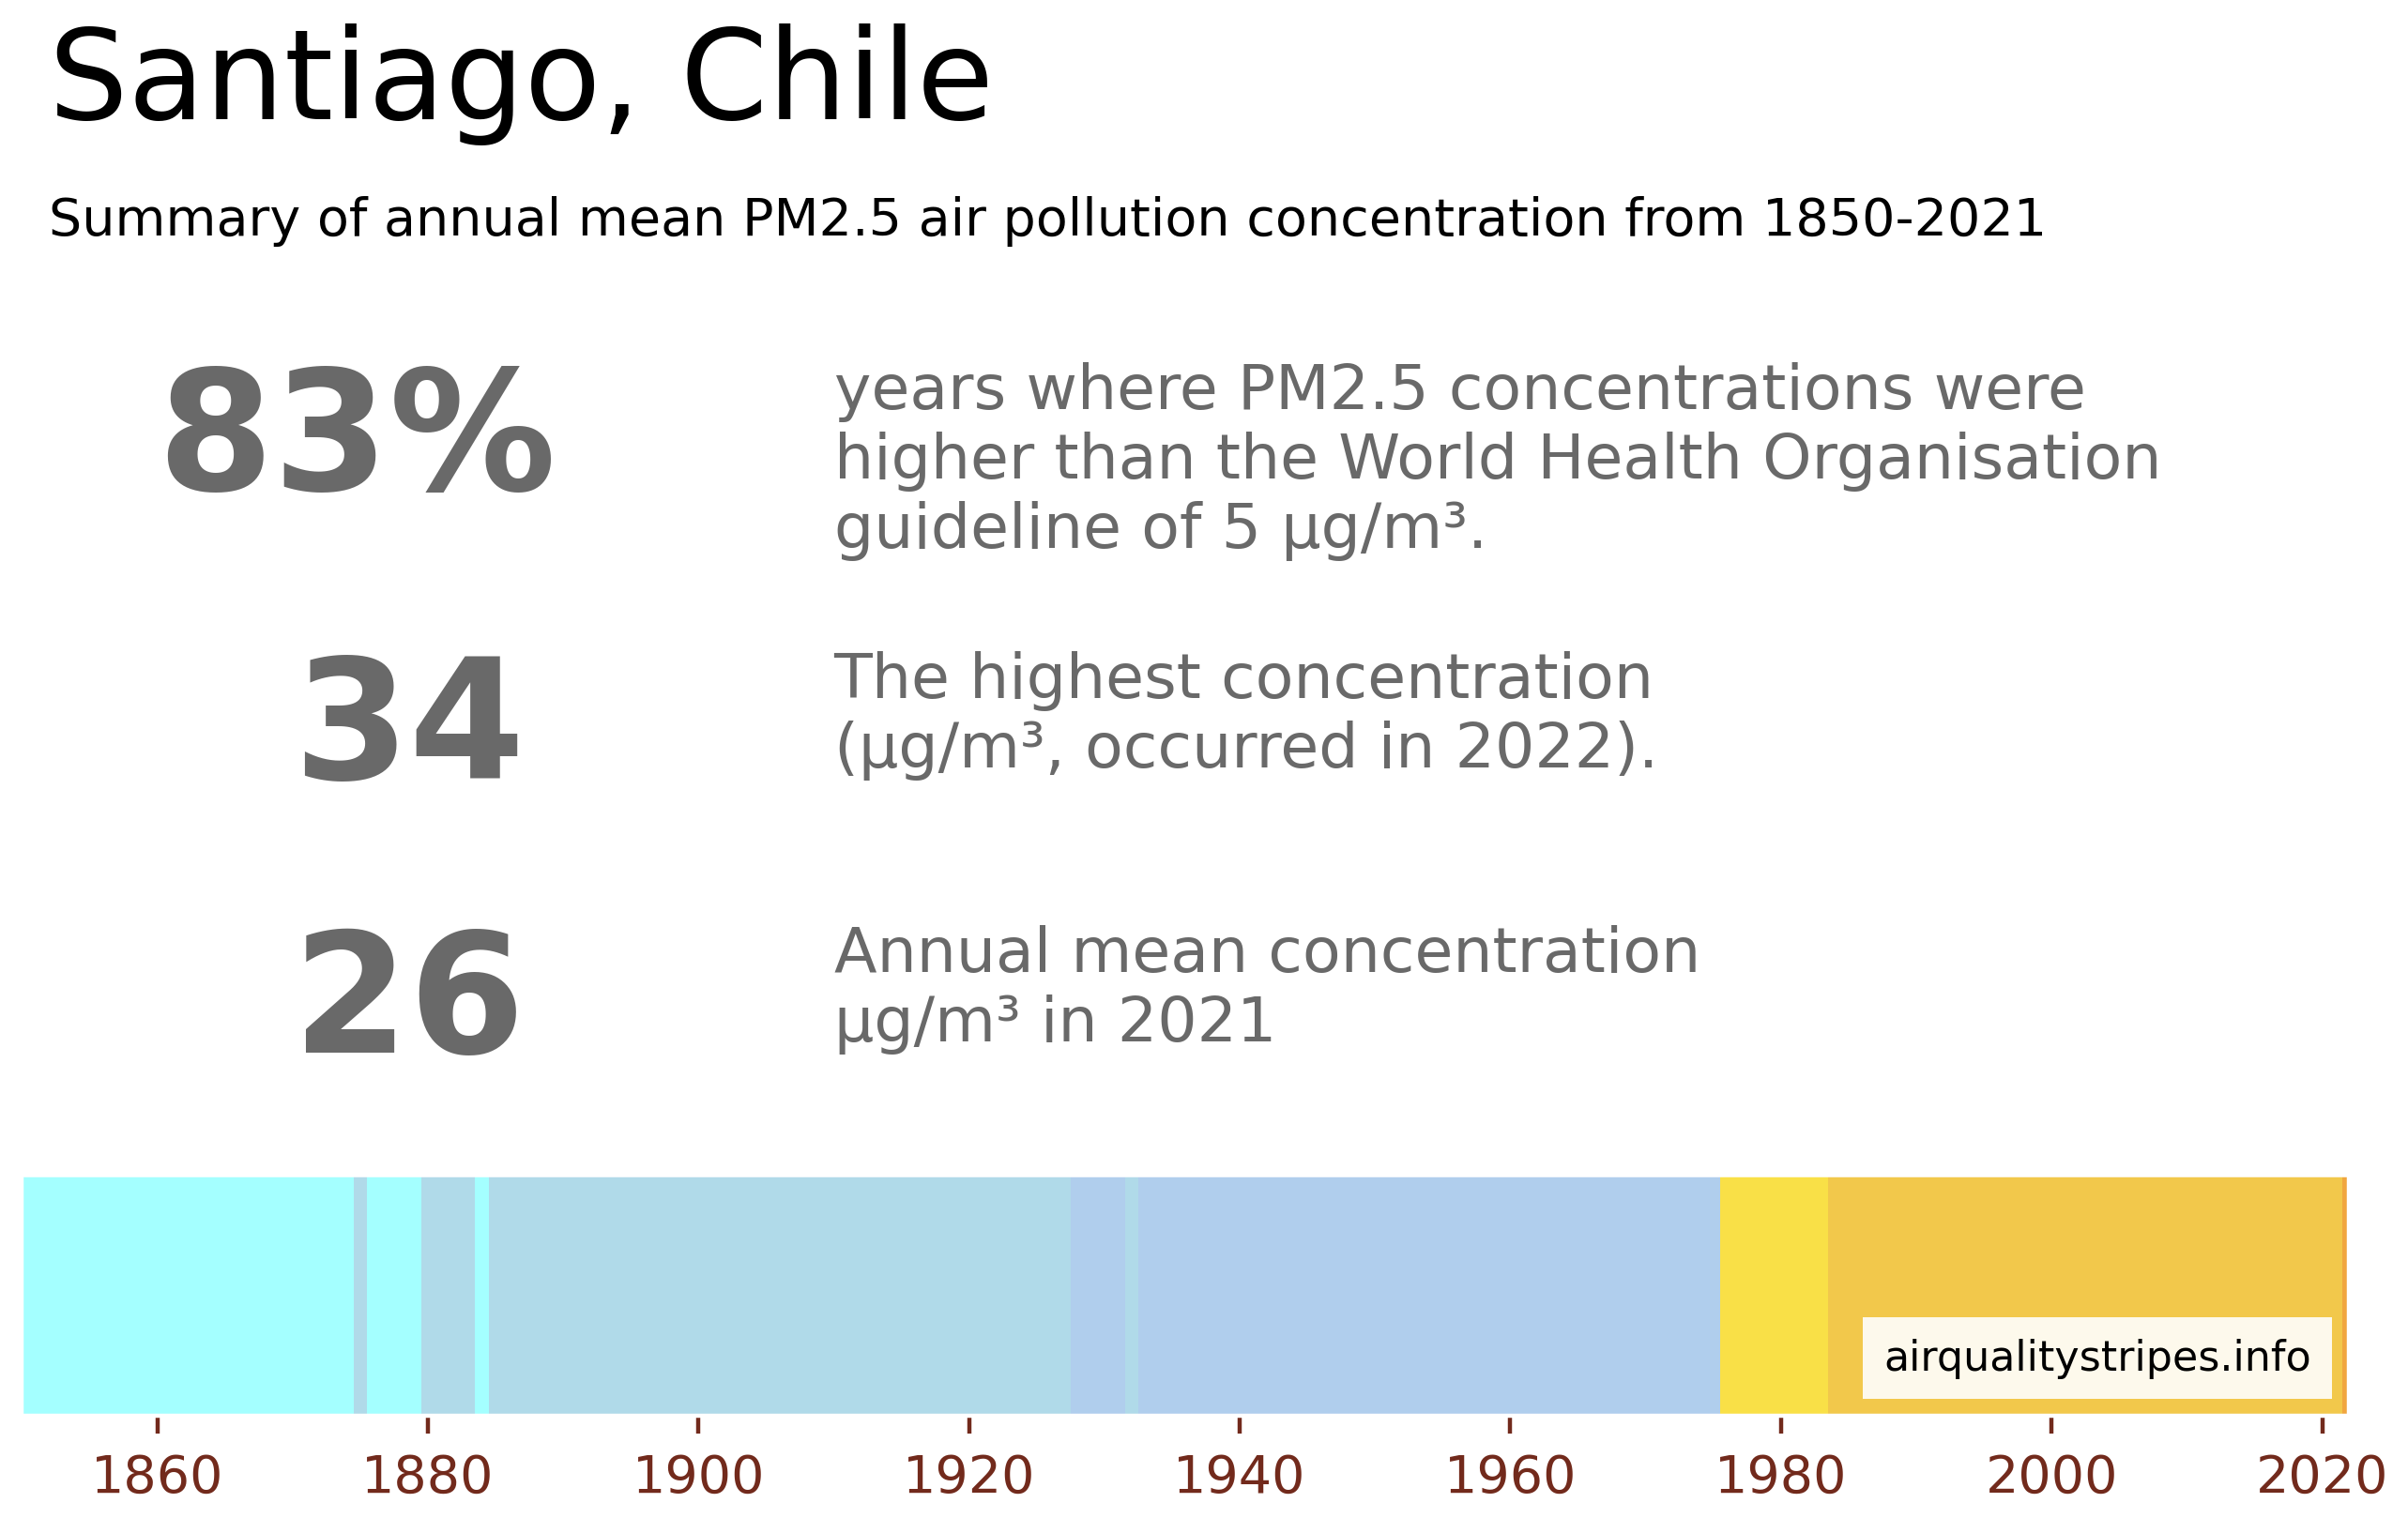 Santiago, Chile
Summary of annual mean PM2.5 air pollution concentration from 1850-2021
83%
years where PM2.5 concentrations were
higher than the World Health Organisation
guideline of 5 µg/m³.
34
The highest concentration
(µg/m³, occurred in 2022).
26
Annual mean concentration
µg/m³ in 2021
airqualitystripes.info
1860 1880 1900 1920 1940 1960 1980 2000 2020